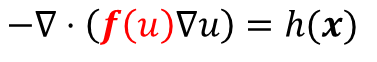 −∇ · (f(u)∇u) = h(x)